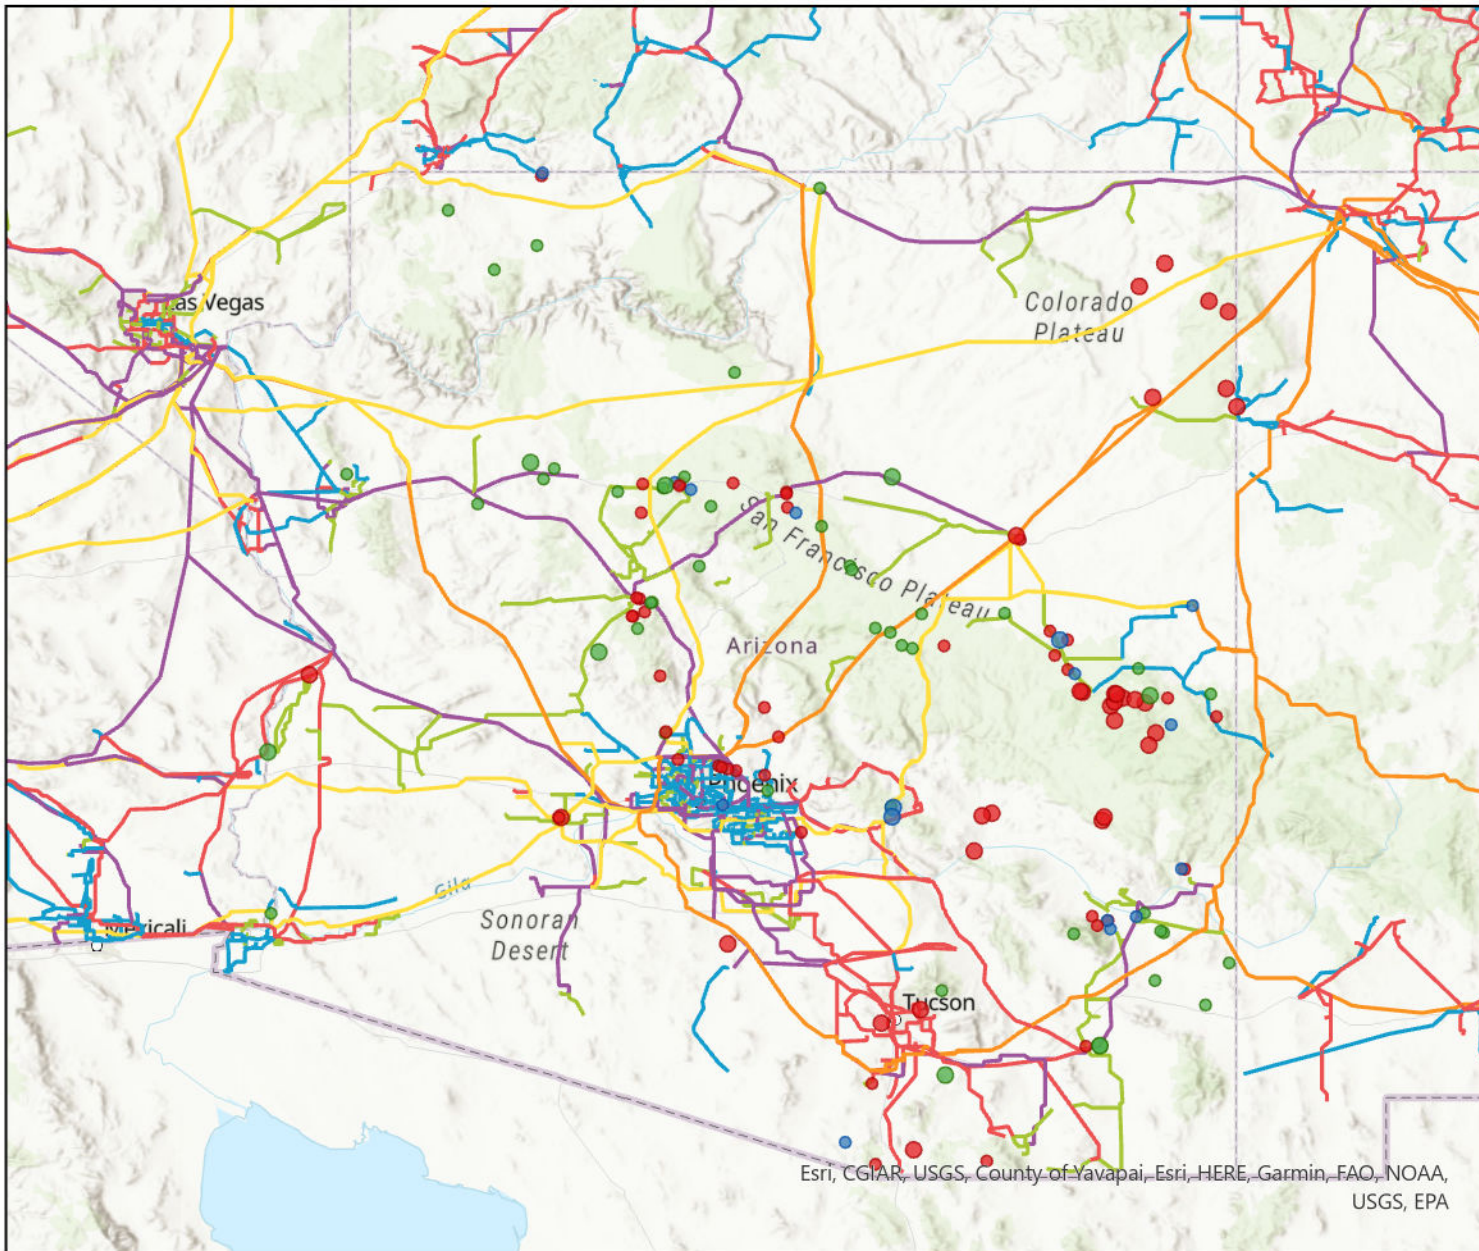 Las Vegas
Colorado
Plateau
San Francisco Plateau
Arizona
Phoenix
Gila
Sonoran
Desert
Mexicali
Tucson
Esri, CGIAR, USGS, County of Yavapai, Esri, HERE, Garmin, FAO, NOAA,
USGS, EPA